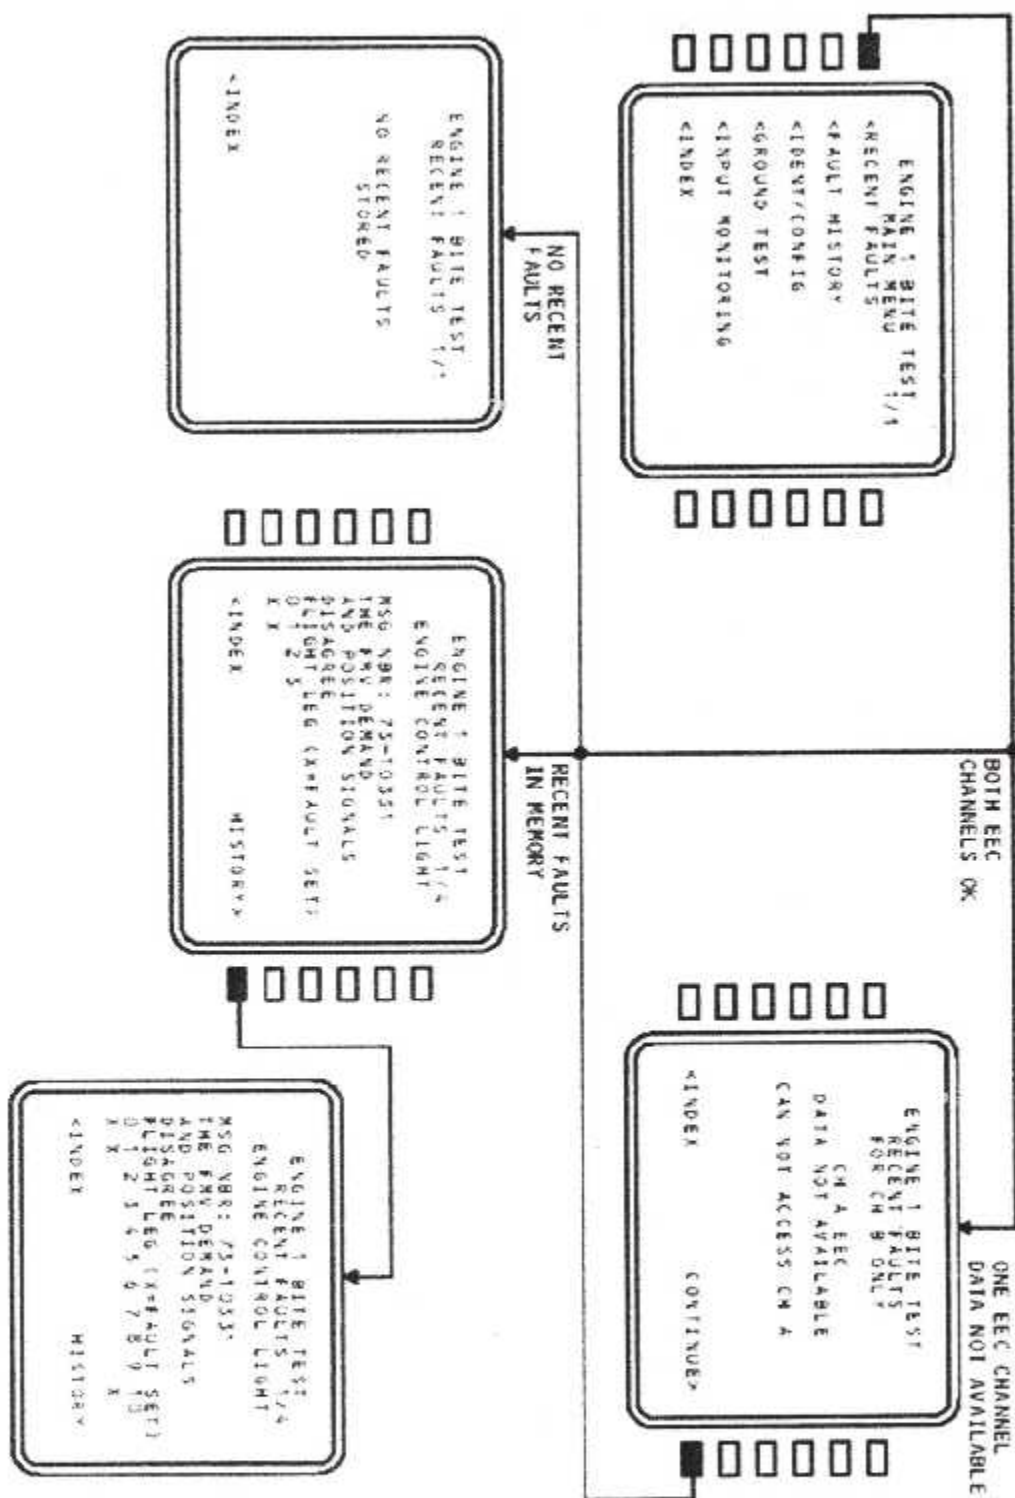 ENGINE 1 BITE TEST
MAIN MENU 1/1
<RECENT FAULTS
<FAULT HISTORY
<IDENT/CONFIG
<GROUND TEST
<INPUT MONITORING
<INDEX
BOTH EEC
CHANNELS OK
ONE EEC CHANNEL
DATA NOT AVAILABLE
ENGINE 1 BITE TEST
RECENT FAULTS
FOR CH B ONLY
CH A EEC
DATA NOT AVAILABLE
CAN NOT ACCESS CH A
<INDEX CONTINUE>
NO RECENT
FAULTS
ENGINE 1 BITE TEST
RECENT FAULTS 1/1
NO RECENT FAULTS
STORED
<INDEX
RECENT FAULTS
IN MEMORY
ENGINE 1 BITE TEST
RECENT FAULTS 1/4
ENGINE CONTROL LIGHT
MSG NBR: 73-10351
THE FMV DEMAND
AND POSITION SIGNALS
DISAGREE
FLIGHT LEG (X=FAULT SET)
0 1 2 3
X X
<INDEX HISTORY>
ENGINE 1 BITE TEST
RECENT FAULTS 1/4
ENGINE CONTROL LIGHT
MSG NBR: 73-10351
THE FMV DEMAND
AND POSITION SIGNALS
DISAGREE
FLIGHT LEG (X=FAULT SET)
0 1 2 3 4 5 6 7 8 9 10
X X X
<INDEX HISTORY>